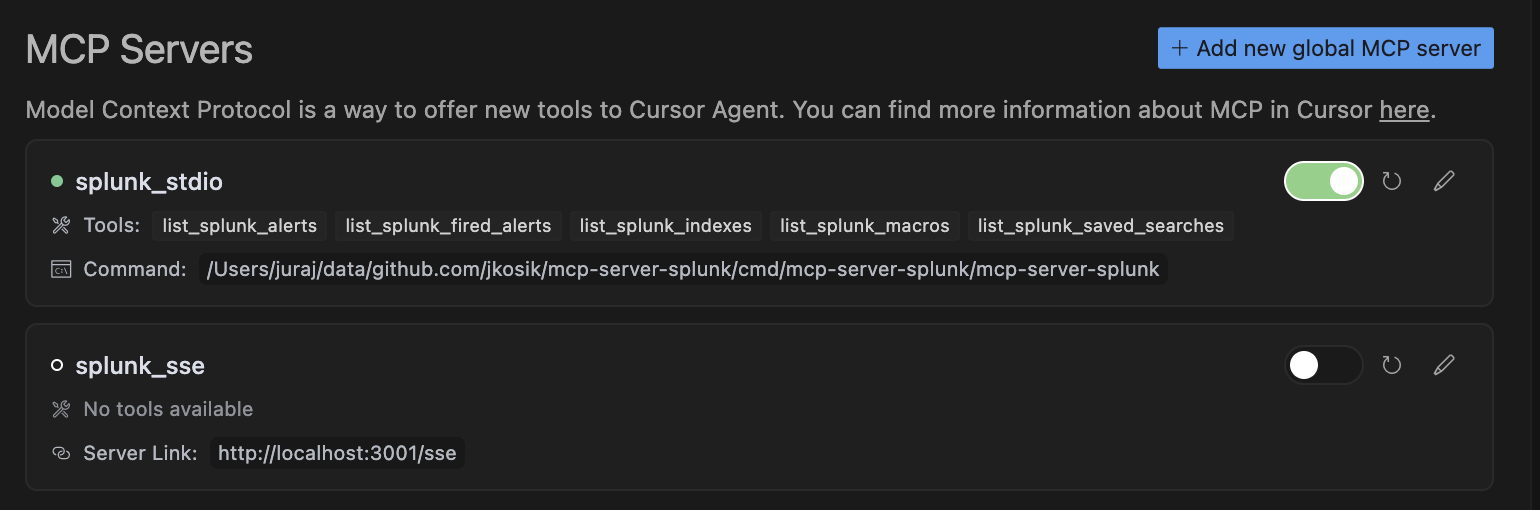 MCP Servers
+ Add new global MCP server
Model Context Protocol is a way to offer new tools to Cursor Agent. You can find more information about MCP in Cursor here.
splunk_stdio
Tools: list_splunk_alerts list_splunk_fired_alerts list_splunk_indexes list_splunk_macros list_splunk_saved_searches
Command: /Users/juraj/data/github.com/jkosik/mcp-server-splunk/cmd/mcp-server-splunk/mcp-server-splunk
splunk_sse
No tools available
Server Link: http://localhost:3001/sse